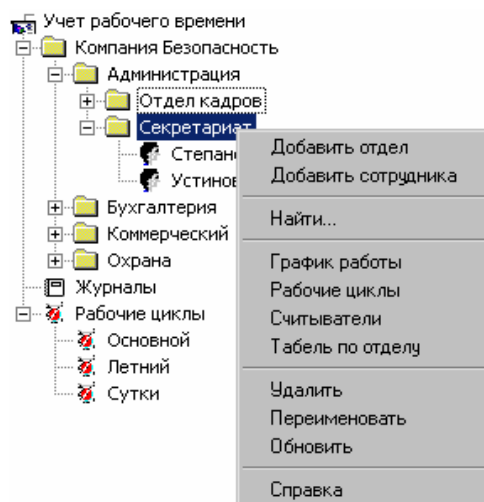 Учет рабочего времени
Компания Безопасность
Администрация
Отдел кадров
Секретариат
Устинов
Бухгалтерия
Коммерческий
Охрана
Журналы
Рабочие циклы
Основной
Летний
Сутки
Добавить отдел
Добавить сотрудника
Найти...
График работы
Рабочие циклы
Считыватели
Табель по отделу
Удалить
Переименовать
Обновить
Справка